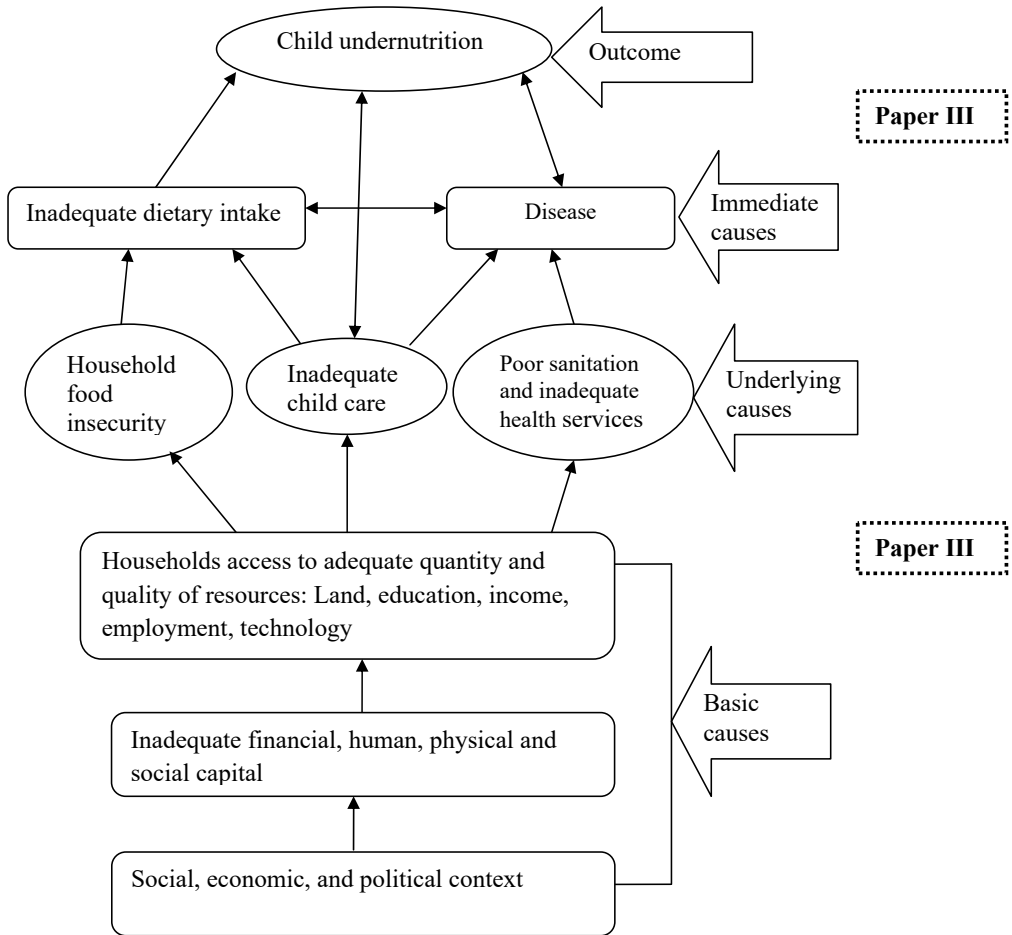 Child undernutrition
Outcome
Paper III
Inadequate dietary intake
Disease
Immediate
causes
Household
food
insecurity
Inadequate
child care
Poor sanitation
and inadequate
health services
Underlying
causes
Paper III
Households access to adequate quantity and
quality of resources: Land, education, income,
employment, technology
Basic
causes
Inadequate financial, human, physical and
social capital
Social, economic, and political context